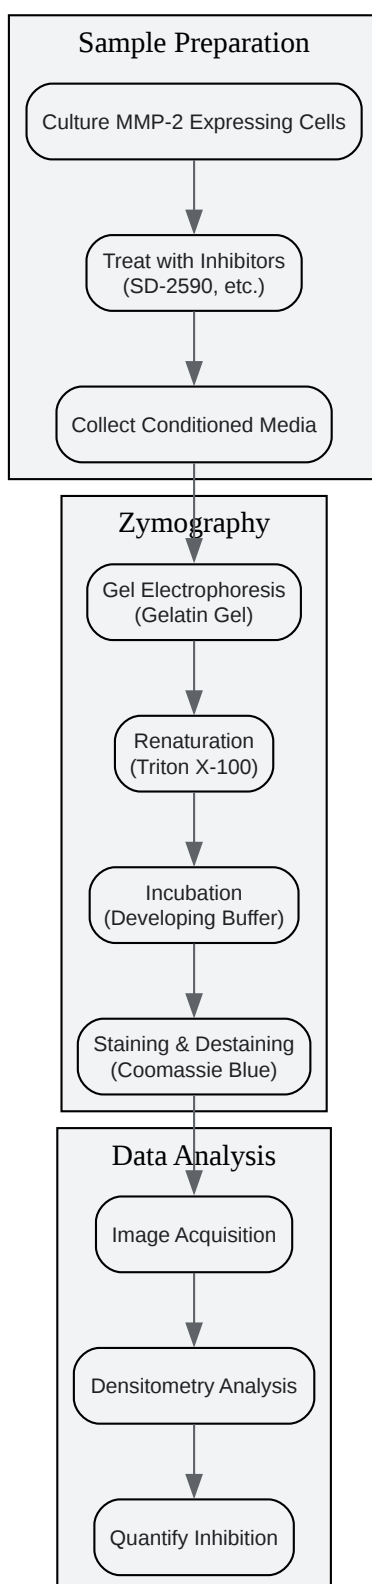 Sample Preparation
Culture MMP-2 Expressing Cells
Treat with Inhibitors
(SD-2590, etc.)
Collect Conditioned Media
Zymography
Gel Electrophoresis
(Gelatin Gel)
Renaturation
(Triton X-100)
Incubation
(Developing Buffer)
Staining & Destaining
(Coomassie Blue)
Data Analysis
Image Acquisition
Densitometry Analysis
Quantify Inhibition